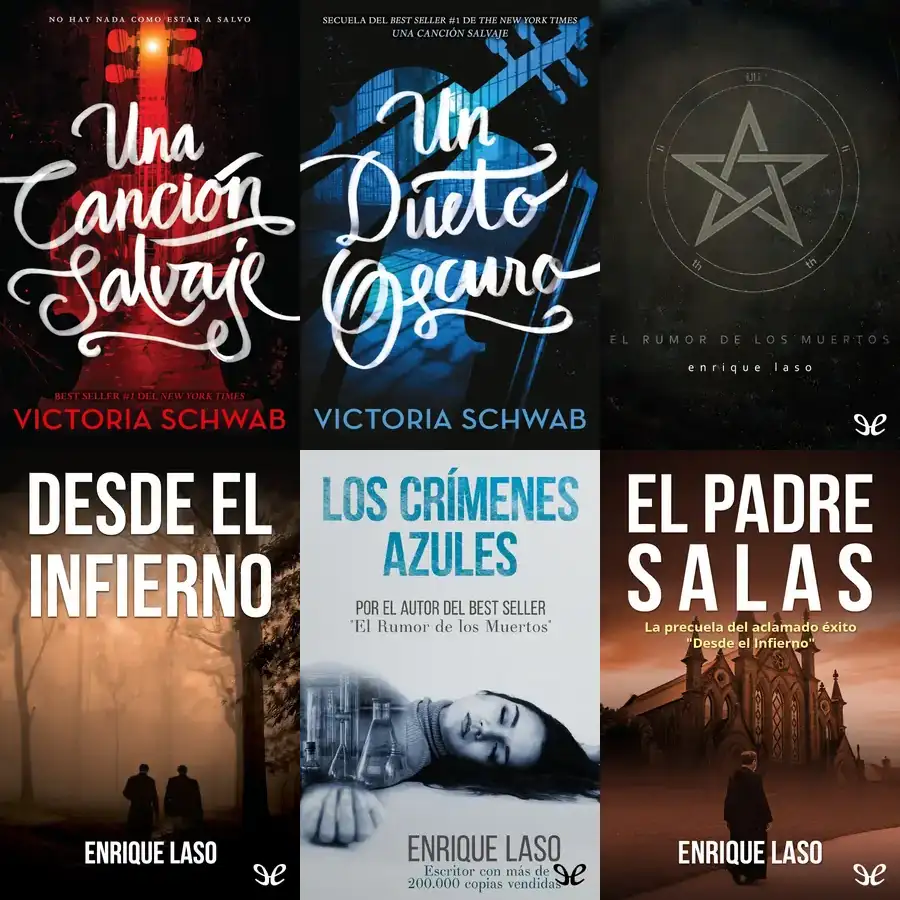 NO HAY NADA COMO ESTAR A SALVO
Una
Canción
Salvaje
BEST SELLER #1 DEL NEW YORK TIMES
VICTORIA SCHWAB
SECUELA DEL BEST SELLER #1 DE THE NEW YORK TIMES
UNA CANCIÓN SALVAJE
Un
Dueto
Oscuro
VICTORIA SCHWAB
EL RUMOR DE LOS MUERTOS
enrique laso
DESDE EL
INFIERNO
ENRIQUE LASO
LOS CRÍMENES
AZULES
POR EL AUTOR DEL BEST SELLER
"El Rumor de los Muertos"
ENRIQUE LASO
Escritor con más de
200.000 copias vendidas
EL PADRE
SALAS
La precuela del aclamado éxito
"Desde el Infierno"
ENRIQUE LASO